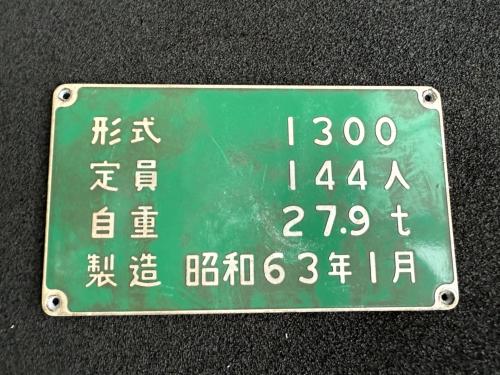 形式 1300
定員 144人
自重 27.9t
製造 昭和63年1月